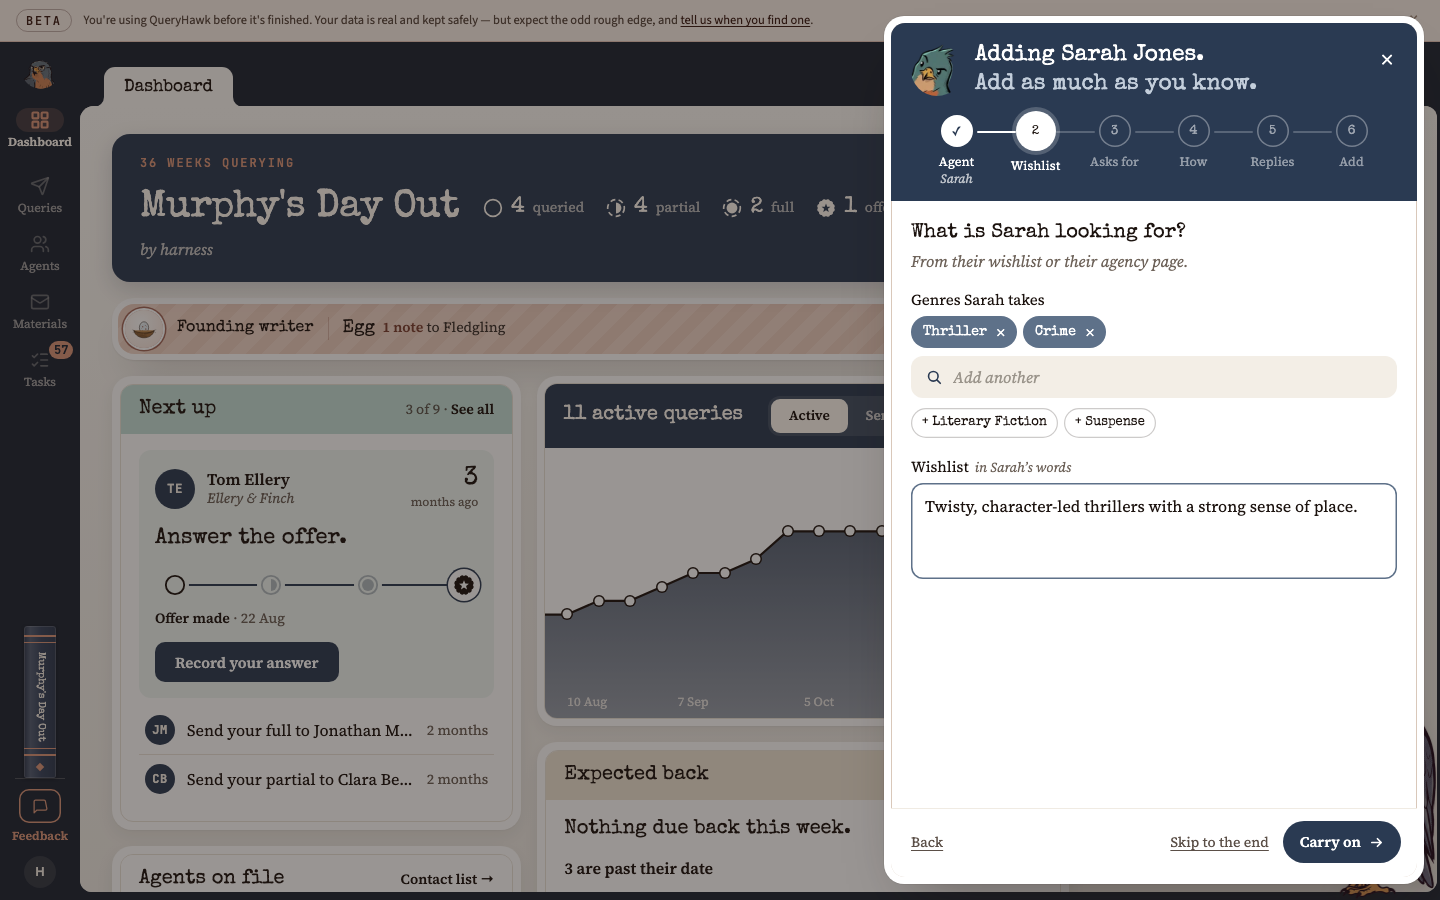 BETA You're using QueryHawk before it's finished. Your data is real and kept safely — but expect the odd rough edge, and tell us when you find one.
Dashboard
Queries
Agents
Materials
57
Tasks
Murphy's Day Out
Feedback
H
Dashboard
36 WEEKS QUERYING
Murphy's Day Out 4 queried 4 partial 2 full 1
by harness
Founding writer Egg 1 note to Fledgling
Next up 3 of 9 · See all
TE Tom Ellery 3
Ellery & Finch months ago
Answer the offer.
Offer made · 22 Aug
Record your answer
JM Send your full to Jonathan M... 2 months
CB Send your partial to Clara Be... 2 months
Agents on file Contact list →
11 active queries Active
10 Aug 7 Sep 5 Oct
Expected back
Nothing due back this week.
3 are past their date
Adding Sarah Jones.
Add as much as you know.
✓ 2 3 4 5 6
Agent Wishlist Asks for How Replies Add
Sarah
What is Sarah looking for?
From their wishlist or their agency page.
Genres Sarah takes
Thriller × Crime ×
Add another
+ Literary Fiction + Suspense
Wishlist in Sarah's words
Twisty, character-led thrillers with a strong sense of place.
Back Skip to the end Carry on →